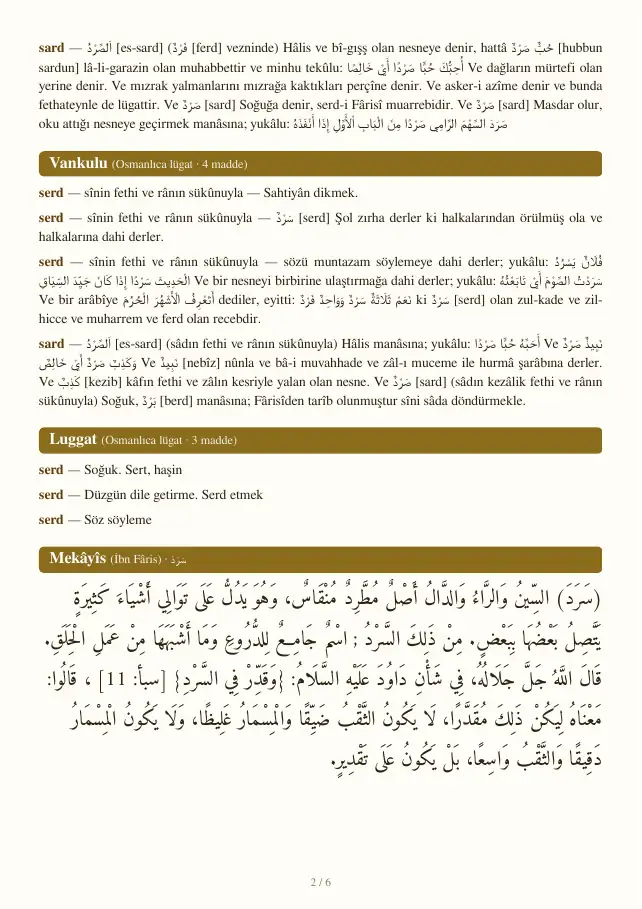 sard — اَلصَّرْدُ [es-sard] (فَرْدٌ [ferd] vezninde) Hâlis ve bî-gışş olan nesneye denir, hattâ حُبٌّ صَرْدٌ [hubbun
sardun] lâ-li-garazin olan muhabbettir ve minhu tekûlu: أُحِبُّكَ حُبًّا صَرْدًا أَيْ خَالِصًا Ve dağların mürtefi olan
yerine denir. Ve mızrak yalmanlarını mızrağa kaktıkları perçîne denir. Ve asker-i azîme denir ve bunda
fethateynle de lügattir. Ve صَرْدٌ [sard] Soğuğa denir, serd-i Fârisî muarrebidir. Ve صَرْدٌ [sard] Masdar olur,
oku attığı nesneye geçirmek manâsına; yukâlu: صَرَدَ السَّهْمَ الرَّامِي صَرْدًا مِنَ الْبَابِ الْأَوَّلِ إِذَا أَنْفَذَهُ
Vankulu (Osmanlıca lügat · 4 madde)
serd — sînin fethi ve rânın sükûnuyla — Sahtiyân dikmek.
serd — sînin fethi ve rânın sükûnuyla — سَرْدٌ [serd] Şol zırha derler ki halkalarından örülmüş ola ve
halkalarına dahi derler.
serd — sînin fethi ve rânın sükûnuyla — sözü muntazam söylemeye dahi derler; yukâlu: فُلَانٌ يَسْرُدُ
الْحَدِيثَ سَرْدًا إِذَا كَانَ جَيِّدَ السِّيَاقِ Ve bir nesneyi birbirine ulaştırmağa dahi derler; yukâlu: سَرَدْتُ الصَّوْمَ أَيْ تَابَعْتُهُ
Ve bir arâbîye أَتَعْرِفُ الْأَشْهُرَ الْحُرُمَ dediler, eyitti: نَعَمْ ثَلَاثَةٌ سَرْدٌ وَوَاحِدٌ فَرْدٌ ki سَرْدٌ [serd] olan zul-kade ve zil-
hicce ve muharrem ve ferd olan recebdir.
sard — اَلصَّرْدُ [es-sard] (sâdın fethi ve rânın sükûnuyla) Hâlis manâsına; yukâlu: أَحَبَّهُ حُبًّا صَرْدًا Ve نَبِيذٌ صَرْدٌ
وَكَذِبٌ صَرْدٌ أَيْ خَالِصٌ Ve نَبِيذٌ [nebîz] nûnla ve bâ-i muvahhade ve zâl-ı muceme ile hurmâ şarâbına derler.
Ve كَذِبٌ [kezib] kâfın fethi ve zâlın kesriyle yalan olan nesne. Ve صَرْدٌ [sard] (sâdın kezâlik fethi ve rânın
sükûnuyla) Soğuk, بَرْدٌ [berd] manâsına; Fârisîden tarîb olunmuştur sîni sâda döndürmekle.
Luggat (Osmanlıca lügat · 3 madde)
serd — Soğuk. Sert, haşin
serd — Düzgün dile getirme. Serd etmek
serd — Söz söyleme
Mekâyîs (İbn Fâris) · سَرَدَ
(سَرَدَ) السِّينُ وَالرَّاءُ وَالدَّالُ أَصْلٌ مُطَّرِدٌ مُنْقَاسٌ، وَهُوَ يَدُلُّ عَلَى تَوَالِي أَشْيَاءَ كَثِيرَةٍ
يَتَّصِلُ بَعْضُهَا بِبَعْضٍ. مِنْ ذَلِكَ السَّرْدُ ; اسْمٌ جَامِعٌ لِلدُّرُوعِ وَمَا أَشْبَهَهَا مِنْ عَمَلِ الْحَلَقِ.
قَالَ اللَّهُ جَلَّ جَلَالُهُ، فِي شَأْنِ دَاوُدَ عَلَيْهِ السَّلَامُ: {وَقَدِّرْ فِي السَّرْدِ} [سبأ: 11] ، قَالُوا:
مَعْنَاهُ لِيَكُنْ ذَلِكَ مُقَدَّرًا، لَا يَكُونُ الثَّقْبُ ضَيِّقًا وَالْمِسْمَارُ غَلِيظًا، وَلَا يَكُونُ الْمِسْمَارُ
دَقِيقًا وَالثَّقْبُ وَاسِعًا، بَلْ يَكُونُ عَلَى تَقْدِيرٍ.
2 / 6